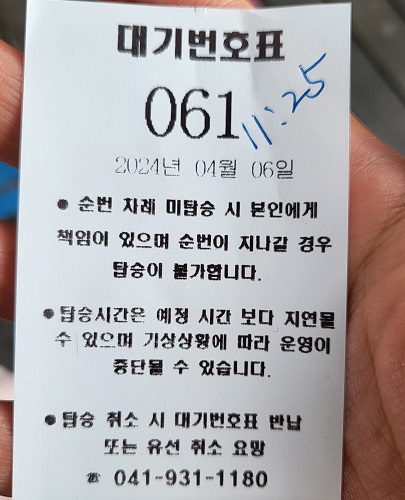 대기번호표
061
11:25
2024년 04월 06일
● 순번 차례 미탑승 시 본인에게
책임이 있으며 순번이 지나갈 경우
탑승이 불가합니다.
● 탑승시간은 예정 시간 보다 지연될
수 있으며 기상상황에 따라 운영이
중단될 수 있습니다.
● 탑승 취소 시 대기번호표 반납
또는 유선 취소 요망
☎ 041-931-1180